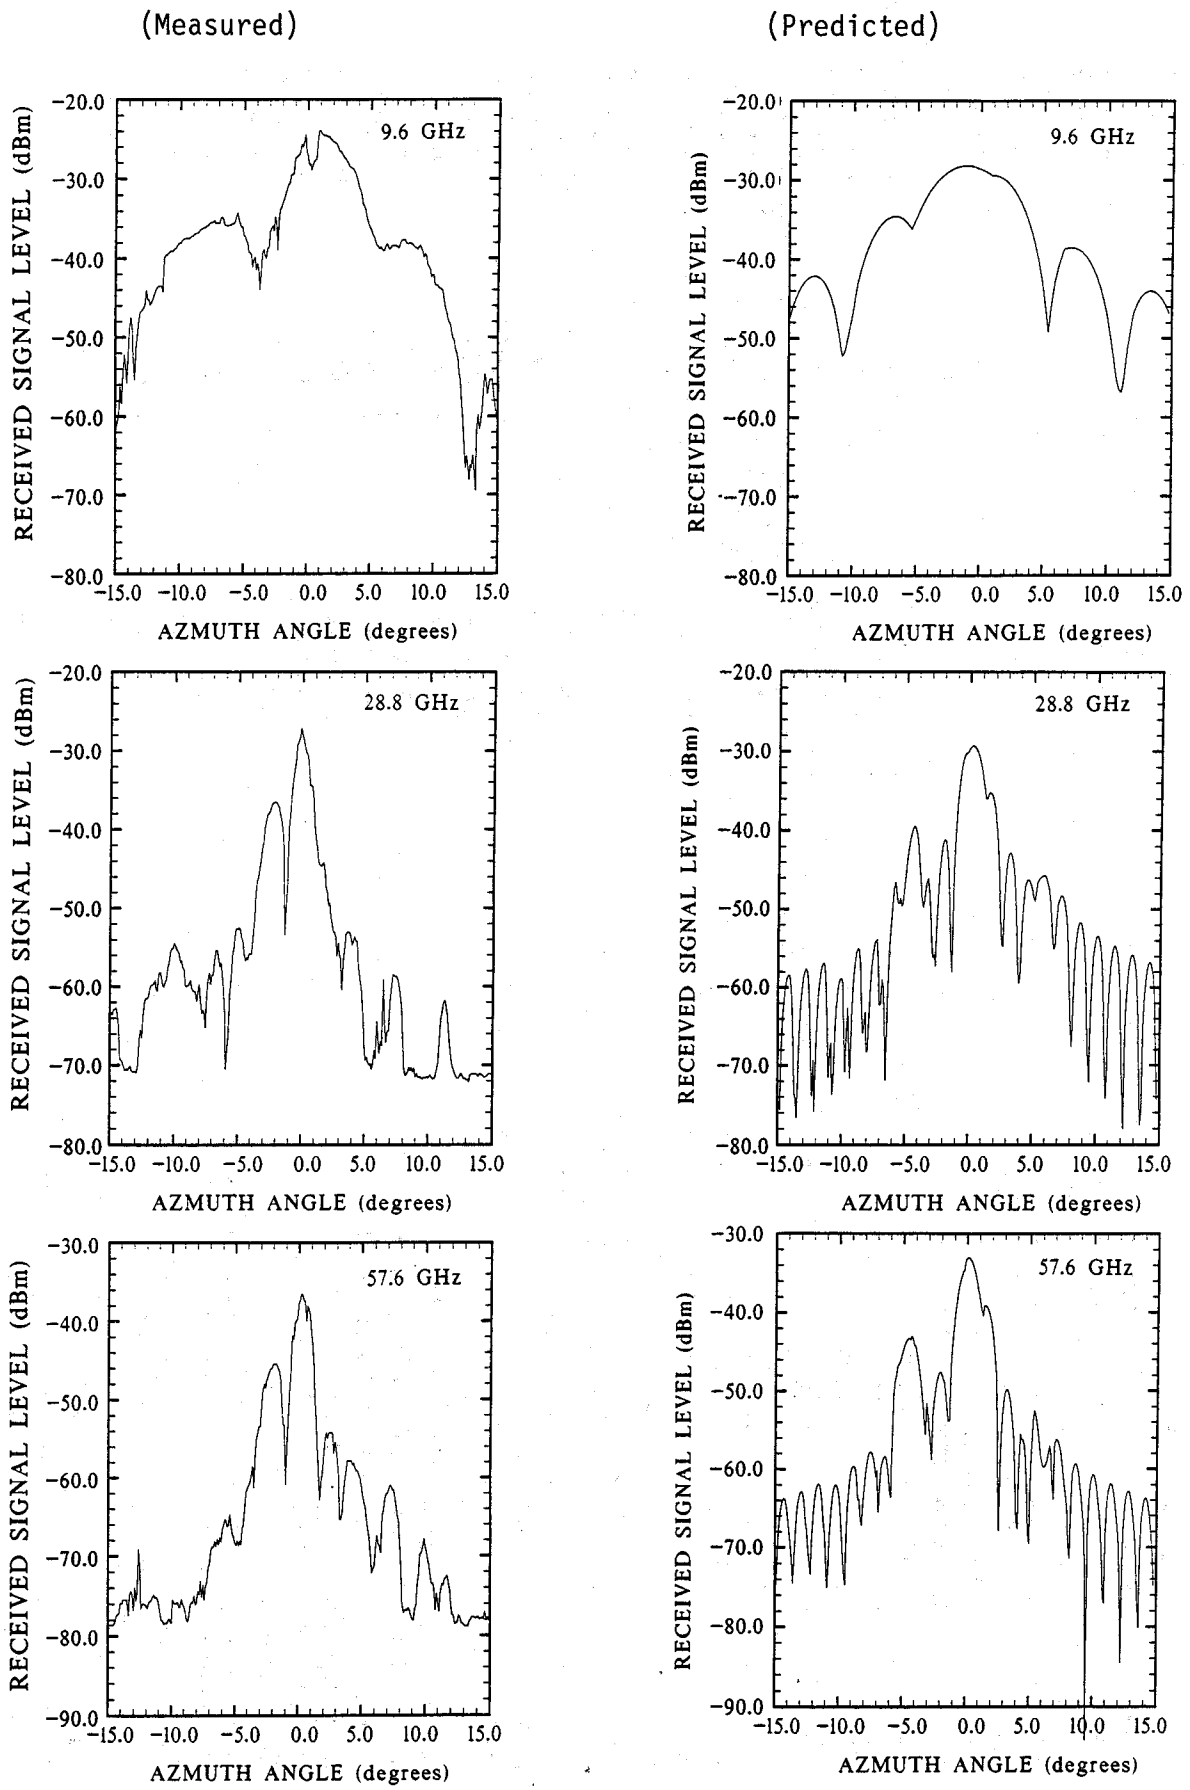 (Measured)
(Predicted)
RECEIVED SIGNAL LEVEL (dBm)
9.6 GHz
−20.0
−30.0
−40.0
−50.0
−60.0
−70.0
−80.0
−15.0 −10.0 −5.0 0.0 5.0 10.0 15.0
AZMUTH ANGLE (degrees)
RECEIVED SIGNAL LEVEL (dBm)
9.6 GHz
−20.0
−30.0
−40.0
−50.0
−60.0
−70.0
−80.0
−15.0 −10.0 −5.0 0.0 5.0 10.0 15.0
AZMUTH ANGLE (degrees)
RECEIVED SIGNAL LEVEL (dBm)
28.8 GHz
−20.0
−30.0
−40.0
−50.0
−60.0
−70.0
−80.0
−15.0 −10.0 −5.0 0.0 5.0 10.0 15.0
AZMUTH ANGLE (degrees)
RECEIVED SIGNAL LEVEL (dBm)
28.8 GHz
−20.0
−30.0
−40.0
−50.0
−60.0
−70.0
−80.0
−15.0 −10.0 −5.0 0.0 5.0 10.0 15.0
AZMUTH ANGLE (degrees)
RECEIVED SIGNAL LEVEL (dBm)
57.6 GHz
−30.0
−40.0
−50.0
−60.0
−70.0
−80.0
−90.0
−15.0 −10.0 −5.0 0.0 5.0 10.0 15.0
AZMUTH ANGLE (degrees)
RECEIVED SIGNAL LEVEL (dBm)
57.6 GHz
−30.0
−40.0
−50.0
−60.0
−70.0
−80.0
−90.0
−15.0 −10.0 −5.0 0.0 5.0 10.0 15.0
AZMUTH ANGLE (degrees)